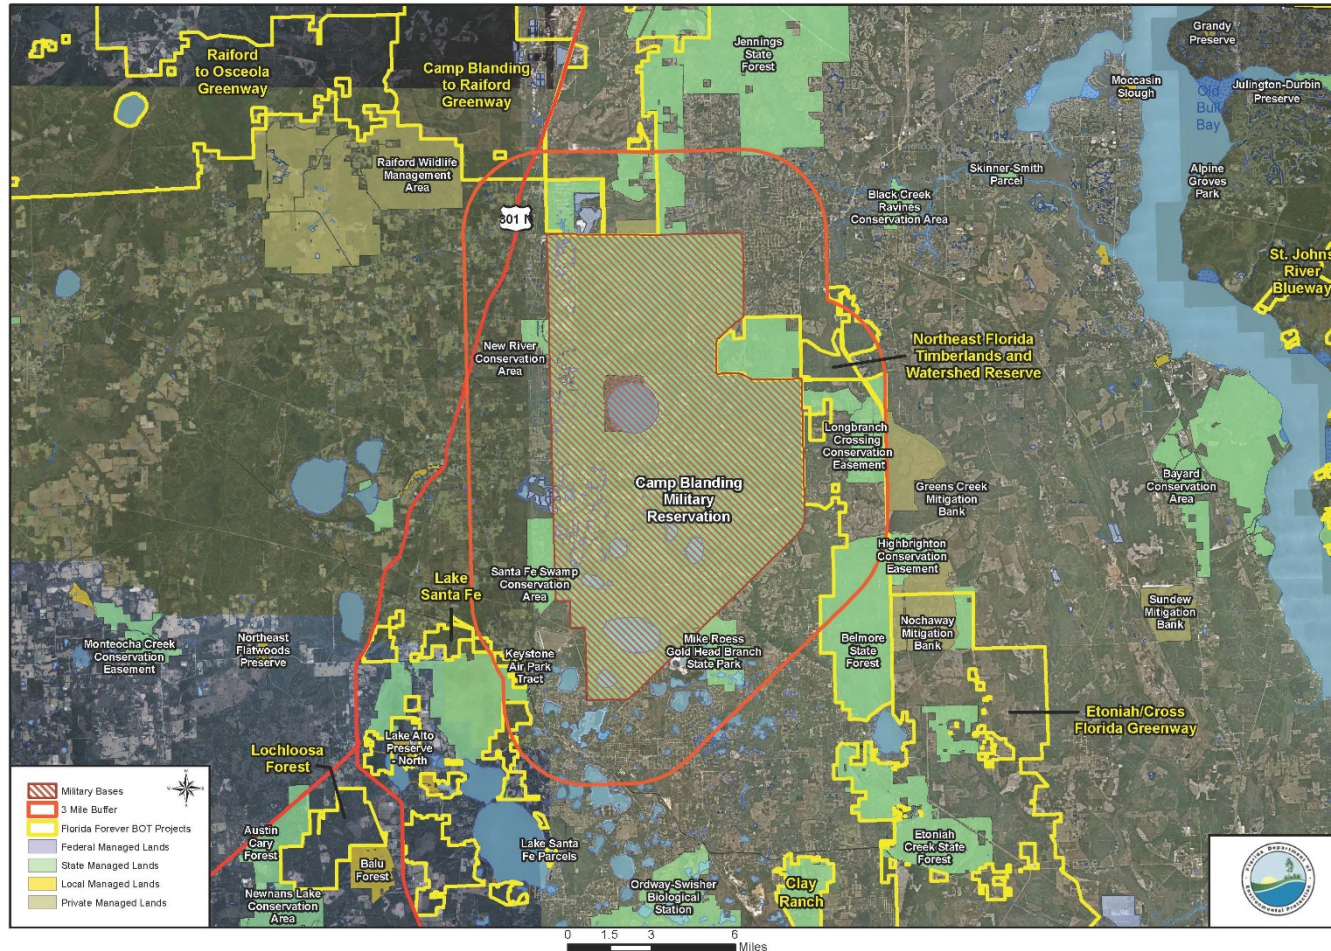 Raiford
to Osceola
Greenway
Camp Blanding
to Raiford
Greenway
Jennings
State
Forest
Grandy
Preserve
Moccasin
Slough
Julington-Durbin
Preserve
Old
Bull
Bay
Raiford Wildlife
Management
Area
Skinner-Smith
Parcel
Alpine
Groves
Park
Black Creek
Ravines
Conservation Area
301 N
St. Johns
River
Blueway
New River
Conservation
Area
Northeast Florida
Timberlands and
Watershed Reserve
Longbranch
Crossing
Conservation
Easement
Camp Blanding
Military
Reservation
Greens Creek
Mitigation
Bank
Bayard
Conservation
Area
Highbrighton
Conservation
Easement
Lake
Santa Fe
Santa Fe Swamp
Conservation
Area
Sundew
Mitigation
Bank
Monteocha Creek
Conservation
Easement
Northeast
Flatwoods
Preserve
Keystone
Air Park
Tract
Mike Roess
Gold Head Branch
State Park
Belmore
State
Forest
Nochaway
Mitigation
Bank
Etoniah/Cross
Florida Greenway
Lochloosa
Forest
Lake Alto
Preserve
- North
Military Bases
3 Mile Buffer
Florida Forever BOT Projects
Federal Managed Lands
State Managed Lands
Local Managed Lands
Private Managed Lands
N
W
E
S
Austin
Cary
Forest
Balu
Forest
Newnans Lake
Conservation
Area
Lake Santa
Fe Parcels
Ordway-Swisher
Biological
Station
Clay
Ranch
Etoniah
Creek State
Forest
Florida Department of
Environmental Protection
0 1.5 3 6
Miles